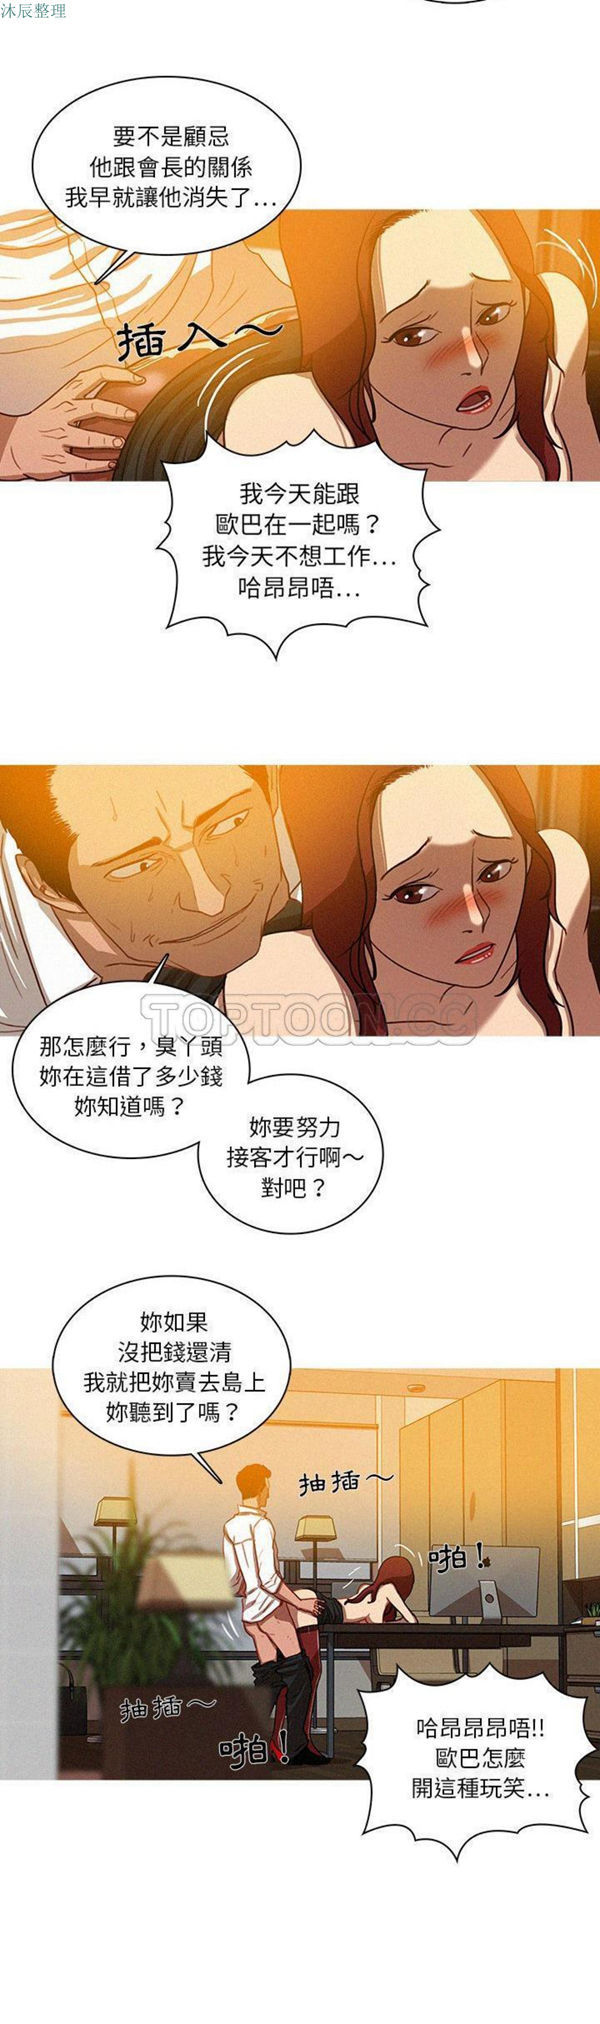 沐辰整理
要不是顧忌
他跟會長的關係
我早就讓他消失了...
插入～
我今天能跟
歐巴在一起嗎？
我今天不想工作...
哈昂昂唔...
TOPTOON.CC
那怎麼行，臭丫頭
妳在這借了多少錢
妳知道嗎？
妳要努力
接客才行啊～
對吧？
妳如果
沒把錢還清
我就把妳賣去島上
妳聽到了嗎？
抽插～
啪！
抽插～
啪！
哈昂昂昂唔!!
歐巴怎麼
開這種玩笑...